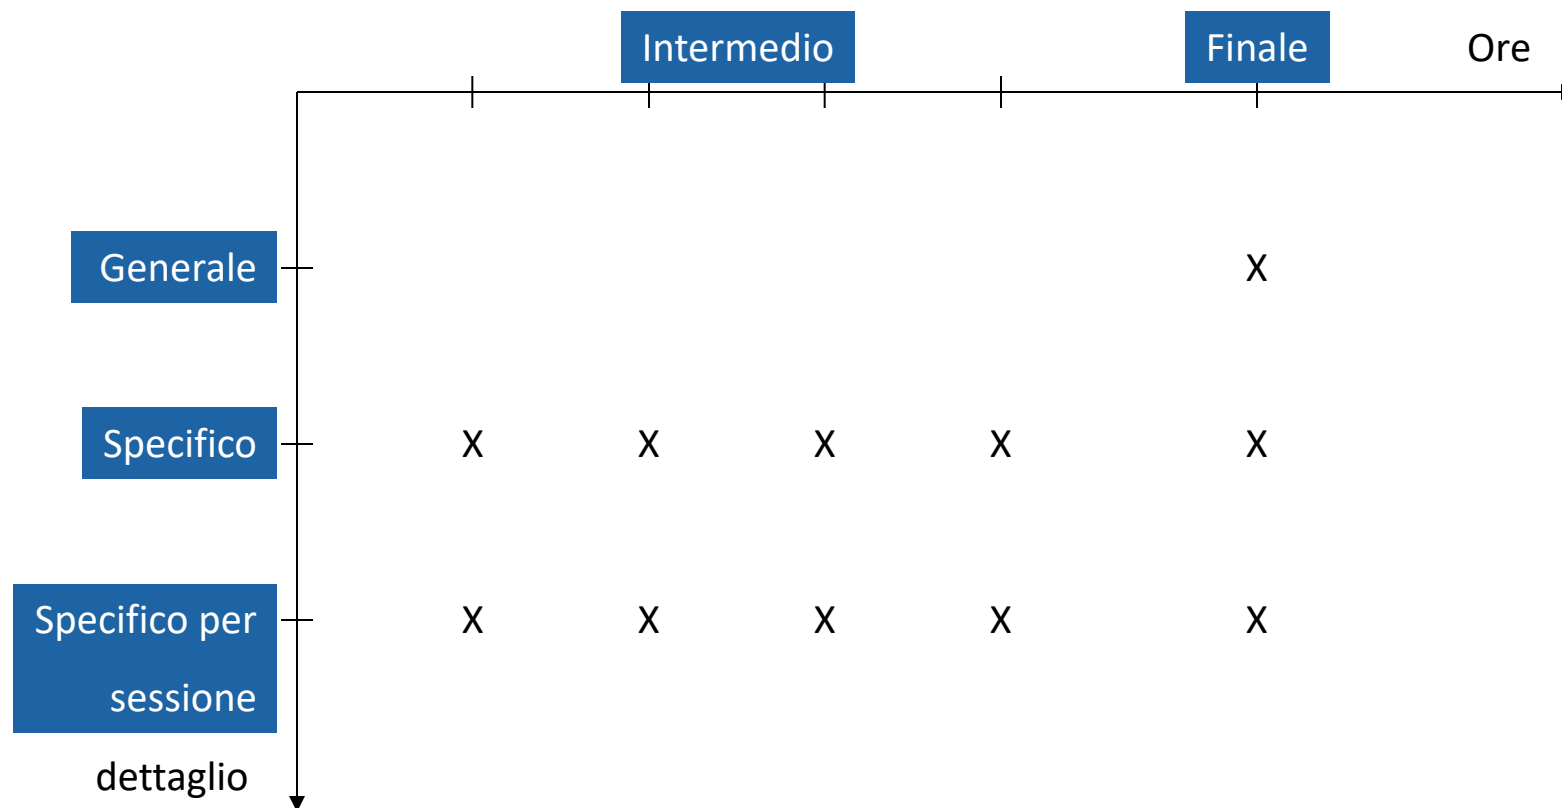 Intermedio Finale Ore
Generale X
Specifico X X X X X
Specifico per X X X X X
sessione
dettaglio